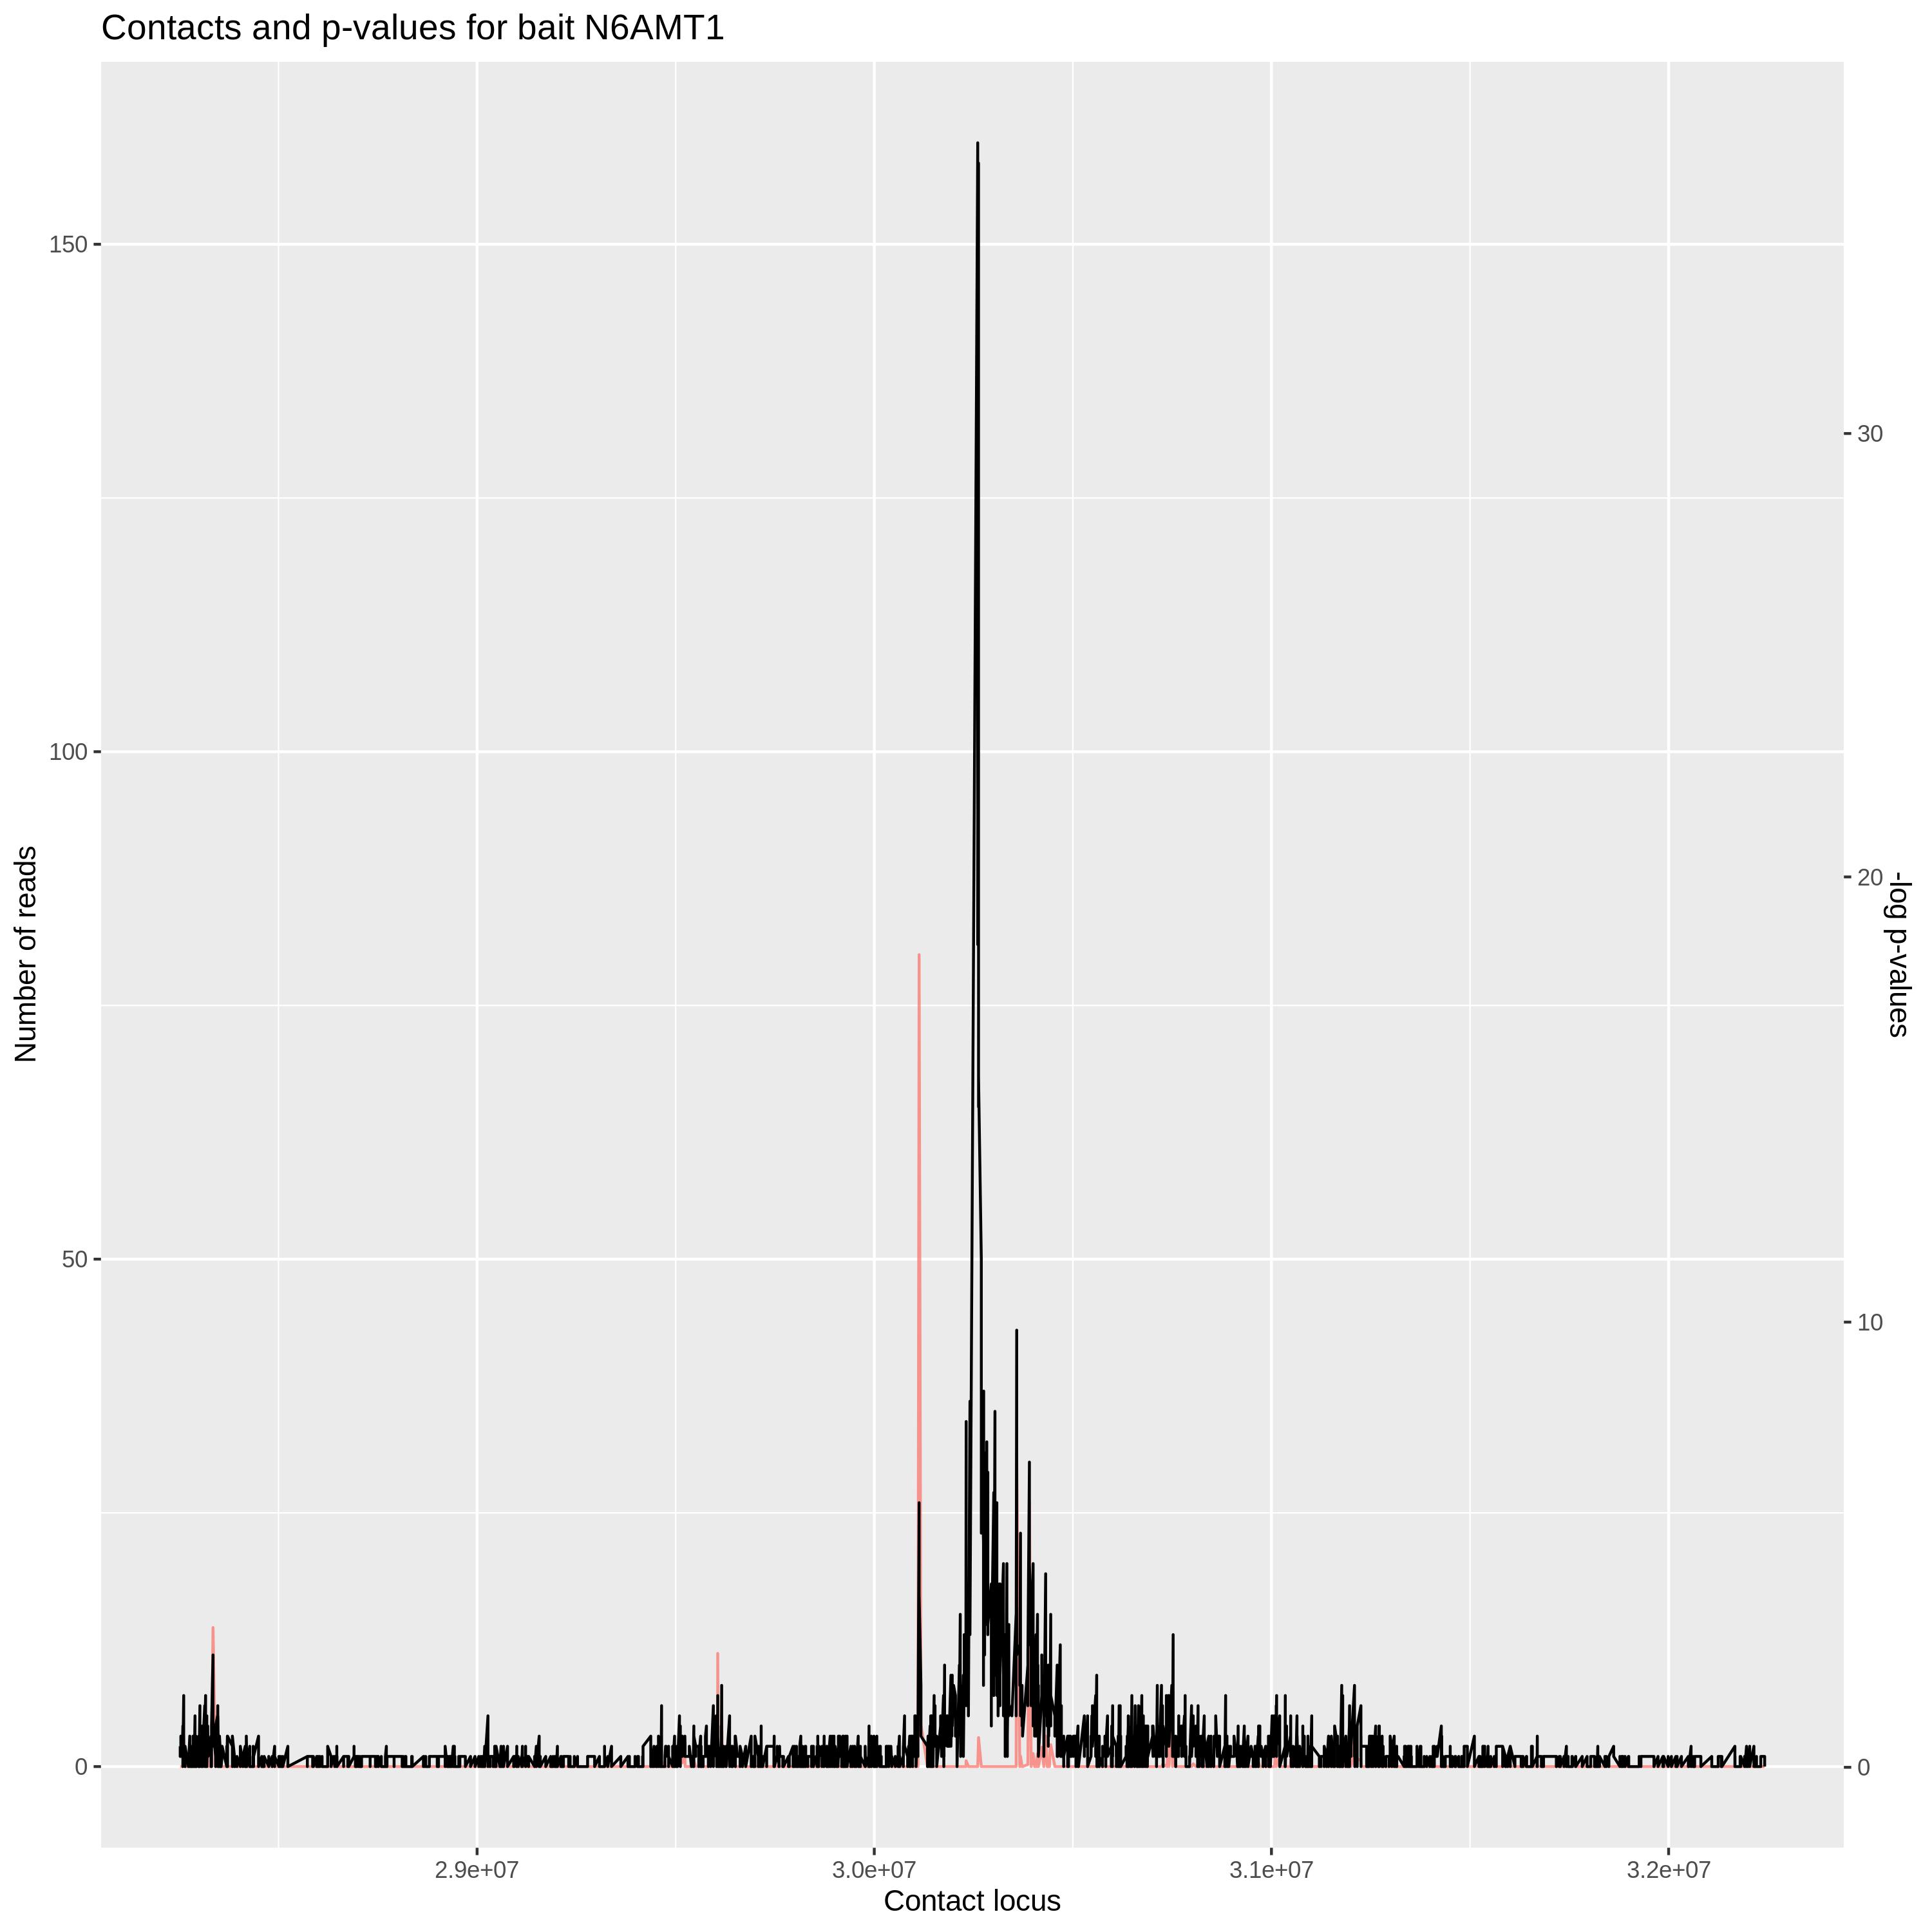 Contacts and p-values for bait N6AMT1
150
100
50
0
Number of reads
30
20
10
0
-log p-values
2.9e+07
3.0e+07
3.1e+07
3.2e+07
Contact locus